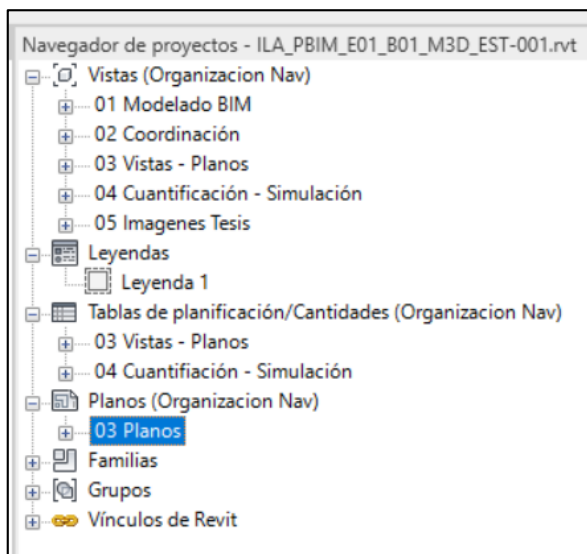 Navegador de proyectos - ILA_PBIM_E01_B01_M3D_EST-001.rvt
Vistas (Organizacion Nav)
01 Modelado BIM
02 Coordinación
03 Vistas - Planos
04 Cuantificación - Simulación
05 Imagenes Tesis
Leyendas
Leyenda 1
Tablas de planificación/Cantidades (Organizacion Nav)
03 Vistas - Planos
04 Cuantifiación - Simulación
Planos (Organizacion Nav)
03 Planos
Familias
Grupos
Vínculos de Revit